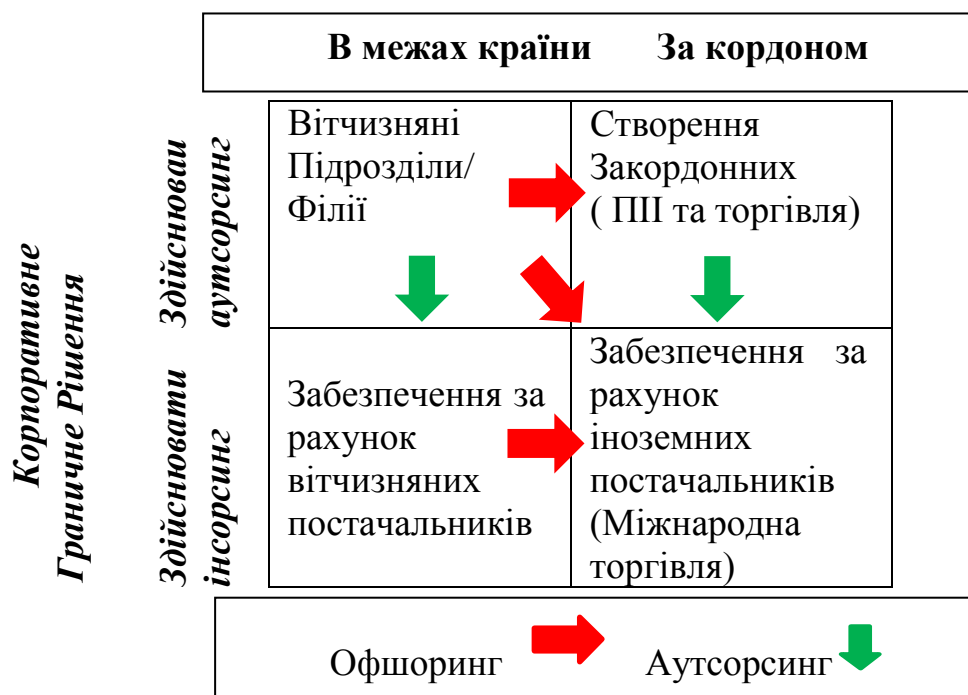 В межах країни За кордоном
Корпоративне
Граничне Рішення
Здійснюваи
аутсорсинг
Вітчизняні
Підрозділи/
Філії
Створення
Закордонних
( ПІІ та торгівля)
Здійснювати
інсорсинг
Забезпечення за
рахунок
вітчизняних
постачальників
Забезпечення за
рахунок
іноземних
постачальників
(Міжнародна
торгівля)
Офшоринг Аутсорсинг